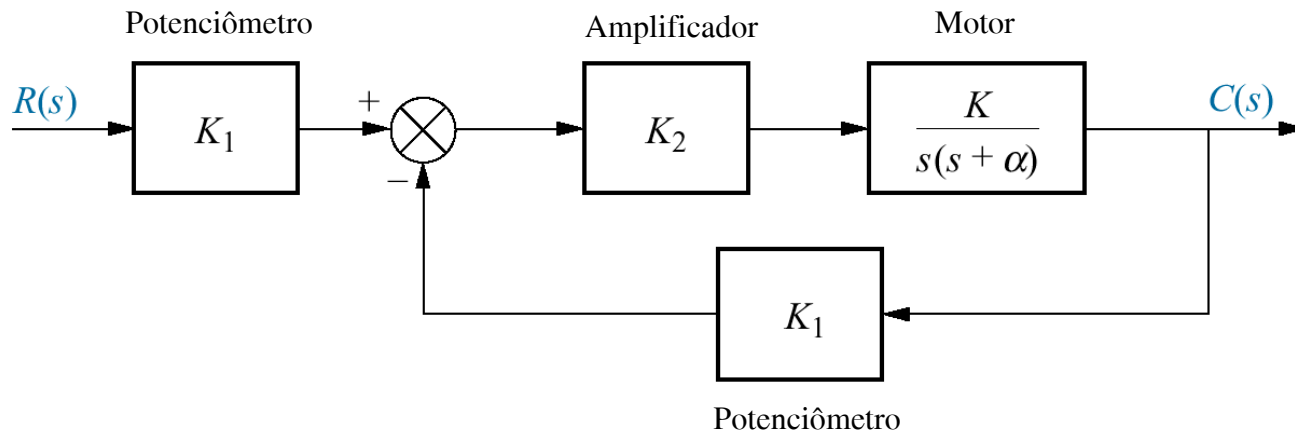 Potenciômetro
Amplificador
Motor
R(s)
K₁
+
−
K₂
K
s(s + α)
C(s)
K₁
Potenciômetro